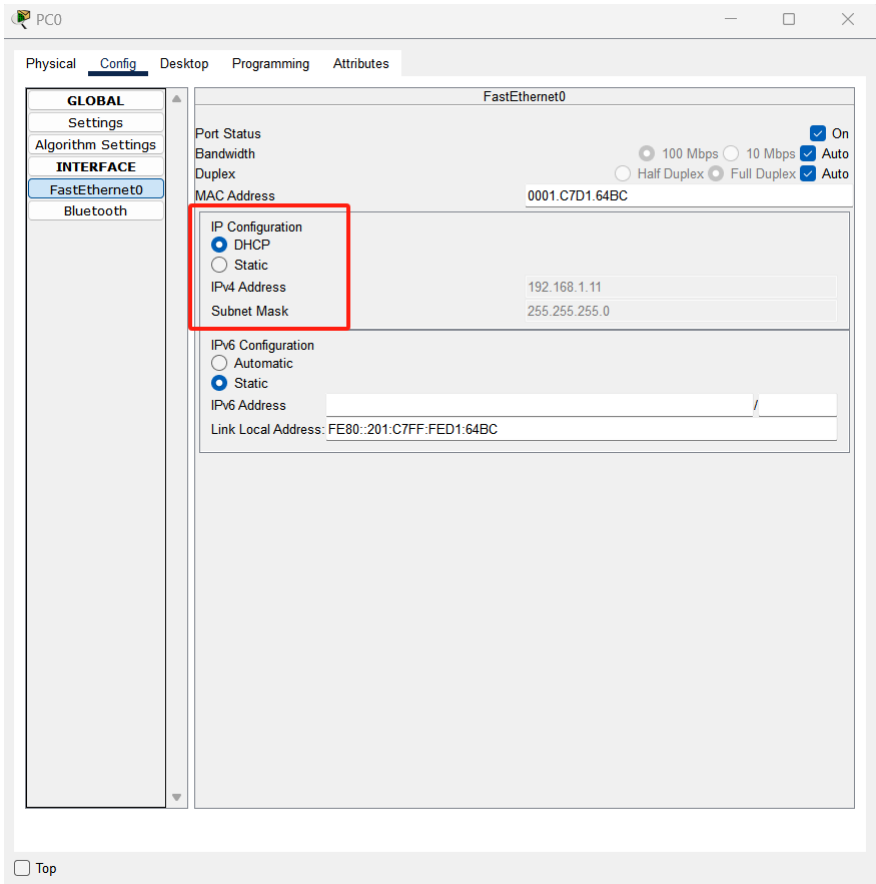 PC0
Physical Config Desktop Programming Attributes
GLOBAL
Settings
Algorithm Settings
INTERFACE
FastEthernet0
Bluetooth
FastEthernet0
Port Status On
Bandwidth 100 Mbps 10 Mbps Auto
Duplex Half Duplex Full Duplex Auto
MAC Address 0001.C7D1.64BC
IP Configuration
DHCP
Static
IPv4 Address 192.168.1.11
Subnet Mask 255.255.255.0
IPv6 Configuration
Automatic
Static
IPv6 Address /
Link Local Address: FE80::201:C7FF:FED1:64BC
Top